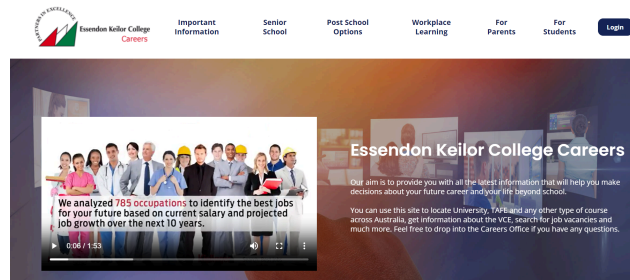 PARTNERS IN EXCELLENCE
Essendon Keilor College
Careers
Important
Information
Senior
School
Post School
Options
Workplace
Learning
For
Parents
For
Students
Login
We analyzed 785 occupations to identify the best jobs
for your future based on current salary and projected
job growth over the next 10 years.
0:06 / 1:53
Essendon Keilor College Careers
Our aim is to provide you with all the latest information that will help you make
decisions about your future career and your life beyond school.
You can use this site to locate University, TAFE and any other type of course
across Australia, get information about the VCE, search for job vacancies and
much more. Feel free to drop into the Careers Office if you have any questions.